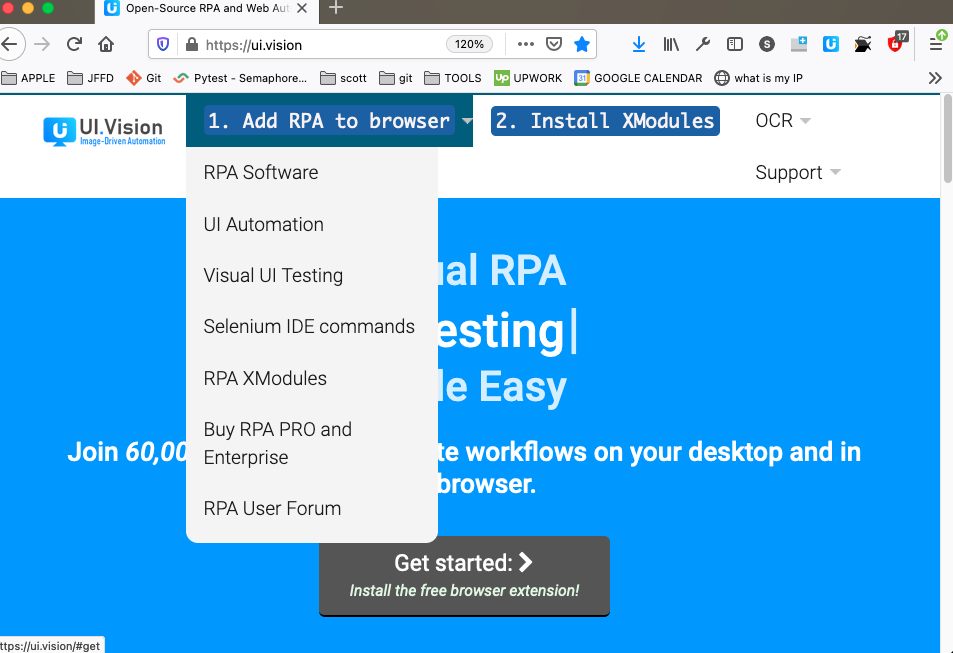 Open-Source RPA and Web Aut
https://ui.vision
120%
S
17
APPLE JFFD Git Pytest - Semaphore... scott git TOOLS Up UPWORK 31 GOOGLE CALENDAR what is my IP
UI.Vision
Image-Driven Automation
1. Add RPA to browser
2. Install XModules
OCR
Support
RPA Software
UI Automation
Visual UI Testing
Selenium IDE commands
RPA XModules
Buy RPA PRO and
Enterprise
RPA User Forum
ual RPA
esting|
le Easy
Join 60,00 te workflows on your desktop and in
browser.
Get started:
Install the free browser extension!
ttps://ui.vision/#get